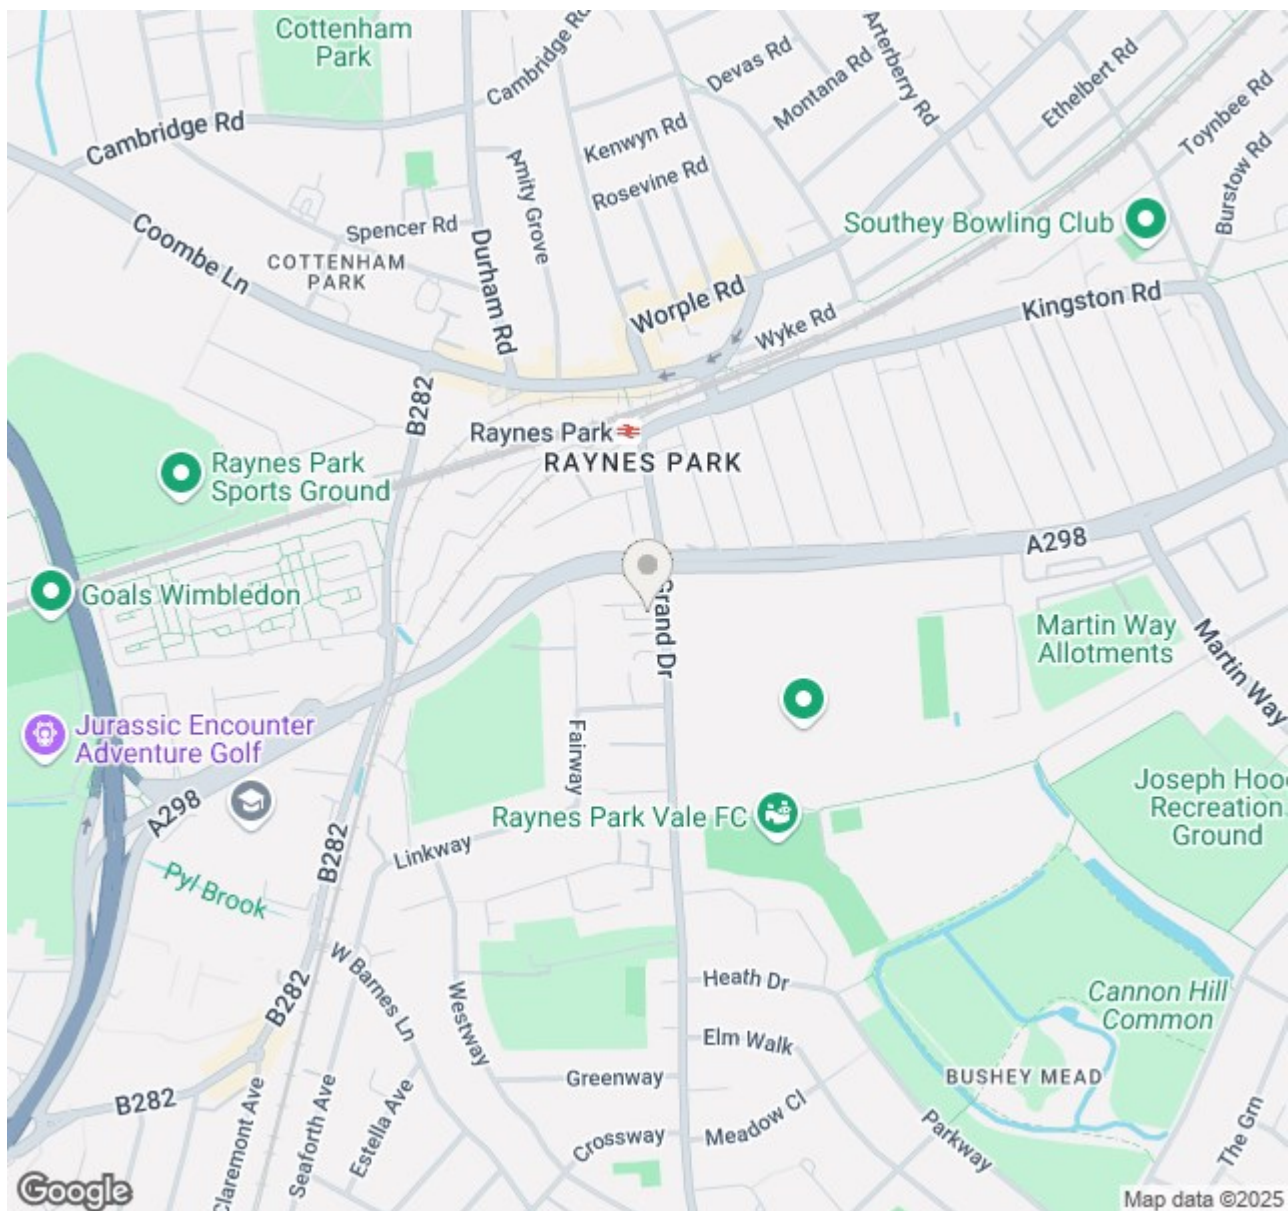 Cottenham
Park
Cambridge Rd
Devas Rd
Arterberry Rd
Montana Rd
Ethelbert Rd
Toynbee Rd
Cambridge Rd
Kenwyn Rd
Amity Grove
Rosevine Rd
Burstow Rd
Southey Bowling Club
Spencer Rd
Coombe Ln
COTTENHAM
PARK
Durham Rd
Worple Rd
Kingston Rd
Wyke Rd
B282
Raynes Park
RAYNES PARK
Raynes Park
Sports Ground
A298
Goals Wimbledon
Grand Dr
Martin Way
Allotments
Martin Way
Jurassic Encounter
Adventure Golf
Fairway
Joseph Hood
Recreation
Ground
A298
Raynes Park Vale FC
B282
Linkway
Pyl Brook
W Barnes Ln
Westway
Heath Dr
Cannon Hill
Common
B282
Elm Walk
BUSHEY MEAD
Greenway
B282
Claremont Ave
Seaforth Ave
Estella Ave
Crossway
Meadow Cl
Parkway
The Grn
Google
Map data ©2025